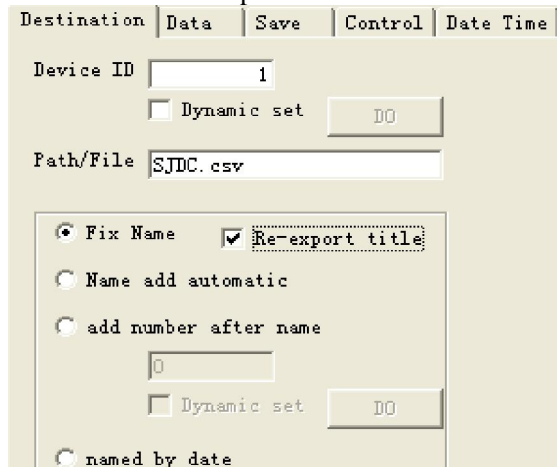 Destination Data Save Control Date Time
Device ID 1
Dynamic set DO
Path/File SJDC.csv
Fix Name Re-export title
Name add automatic
add number after name
0
Dynamic set DO
named by date